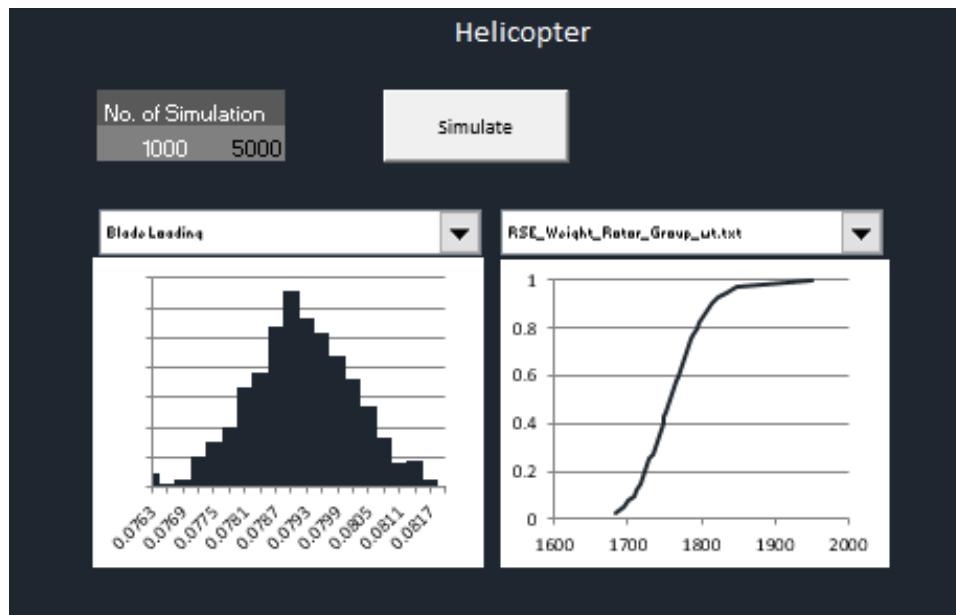 Helicopter
No. of Simulation
1000 5000
Simulate
Blade Loading
RSE_Weight_Rotor_Group_wt.txt
0.0763 0.0769 0.0775 0.0781 0.0787 0.0793 0.0799 0.0805 0.0811 0.0817
1
0.8
0.6
0.4
0.2
0
1600 1700 1800 1900 2000